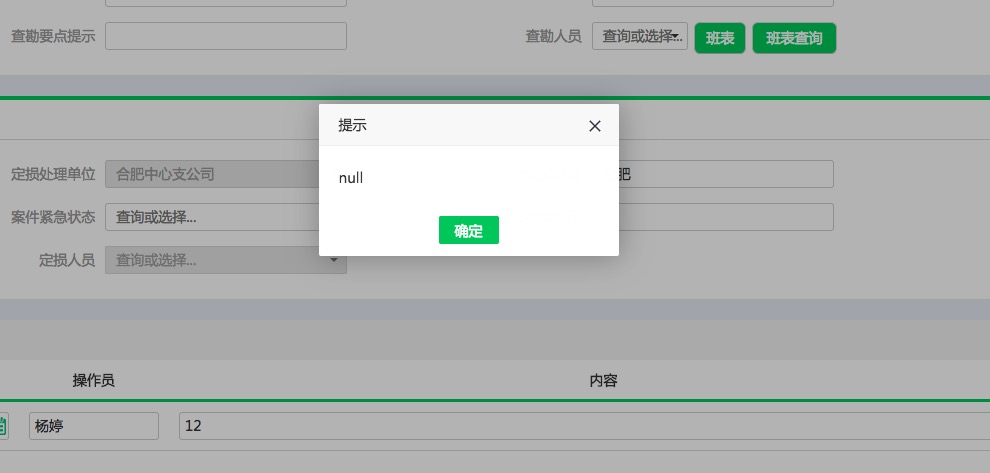 查勘要点提示
查勘人员 查询或选择... 班表 班表查询
提示
定损处理单位 合肥中心支公司 肥
null
案件紧急状态 查询或选择...
确定
定损人员 查询或选择...
操作员 内容
杨婷 12